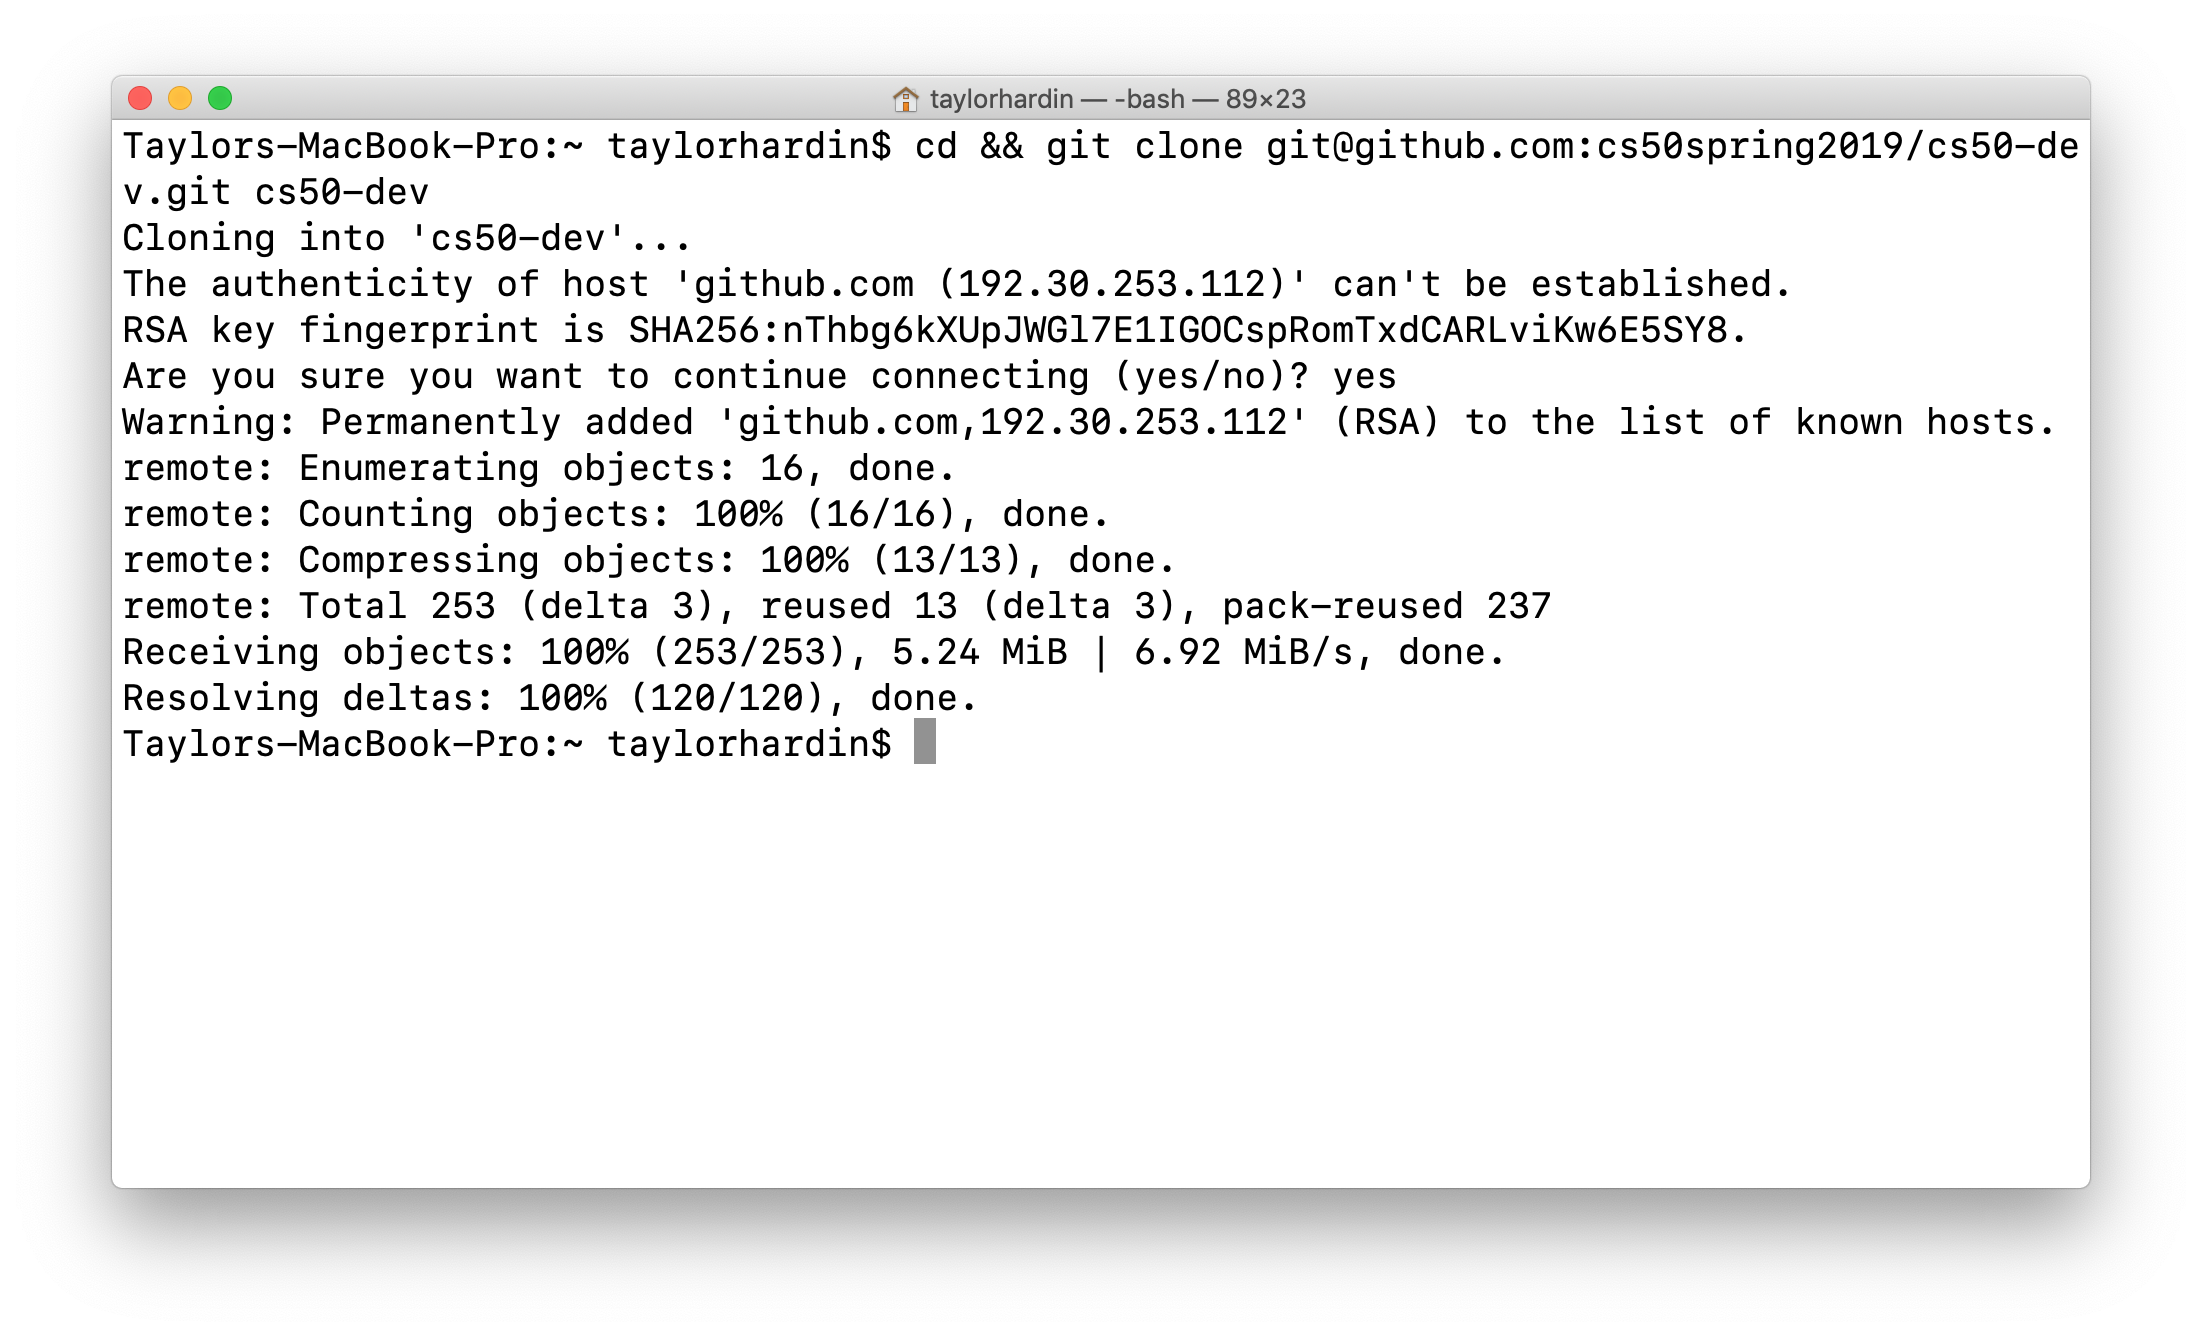 taylorhardin — -bash — 89×23
Taylors-MacBook-Pro:~ taylorhardin$ cd && git clone git@github.com:cs50spring2019/cs50-de
v.git cs50-dev
Cloning into 'cs50-dev'...
The authenticity of host 'github.com (192.30.253.112)' can't be established.
RSA key fingerprint is SHA256:nThbg6kXUpJWGl7E1IGOCspRomTxdCARLviKw6E5SY8.
Are you sure you want to continue connecting (yes/no)? yes
Warning: Permanently added 'github.com,192.30.253.112' (RSA) to the list of known hosts.
remote: Enumerating objects: 16, done.
remote: Counting objects: 100% (16/16), done.
remote: Compressing objects: 100% (13/13), done.
remote: Total 253 (delta 3), reused 13 (delta 3), pack-reused 237
Receiving objects: 100% (253/253), 5.24 MiB | 6.92 MiB/s, done.
Resolving deltas: 100% (120/120), done.
Taylors-MacBook-Pro:~ taylorhardin$